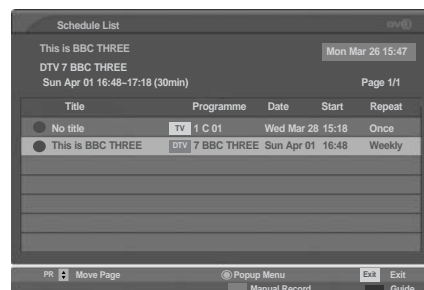 Schedule List
This is BBC THREE
Mon Mar 26 15:47
DTV 7 BBC THREE
Sun Apr 01 16:48~17:18 (30min)
Page 1/1
Title Programme Date Start Repeat
No title TV 1 C 01 Wed Mar 28 15:18 Once
This is BBC THREE DTV 7 BBC THREE Sun Apr 01 16:48 Weekly
PR Move Page Popup Menu Exit Exit
Manual Record Guide